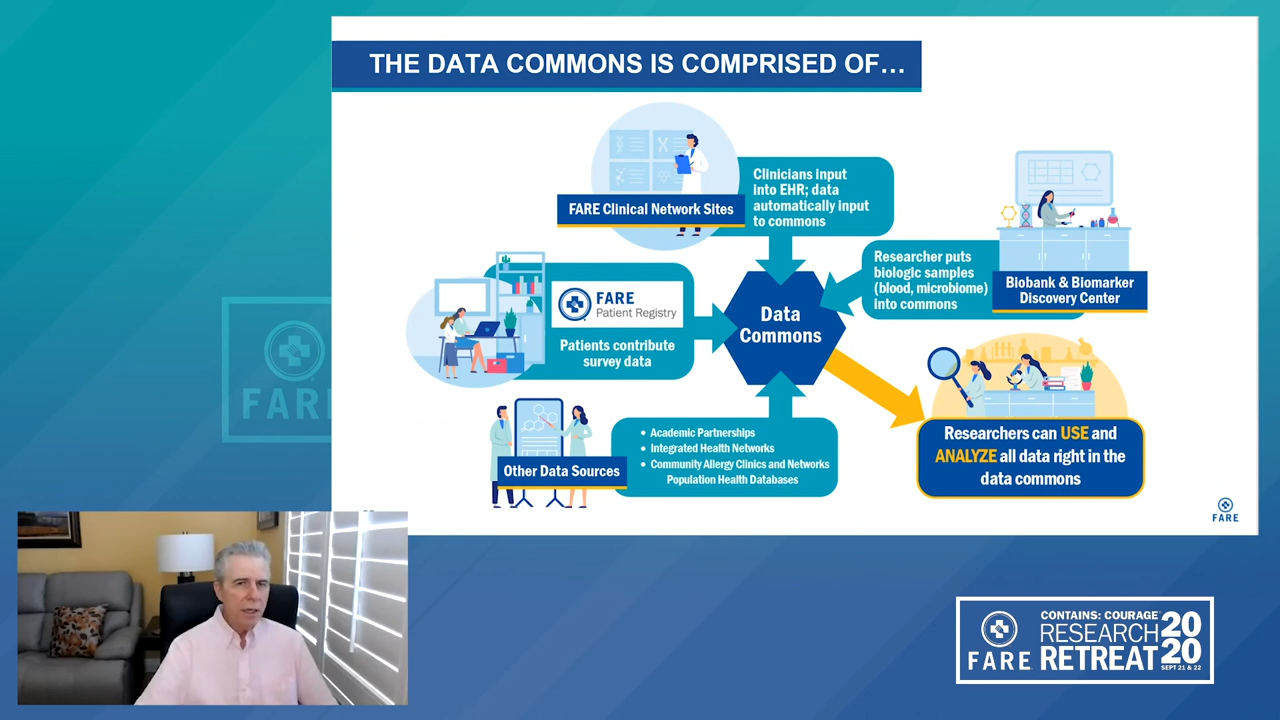 THE DATA COMMONS IS COMPRISED OF…
FARE Clinical Network Sites
Clinicians input
into EHR; data
automatically input
to commons
Researcher puts
biologic samples
(blood, microbiome)
into commons
Biobank & Biomarker
Discovery Center
FARE
Patient Registry
Patients contribute
survey data
Data
Commons
Other Data Sources
• Academic Partnerships
• Integrated Health Networks
• Community Allergy Clinics and Networks
Population Health Databases
Researchers can USE and
ANALYZE all data right in the
data commons
FARE
FARE
CONTAINS: COURAGE
RESEARCH
RETREAT
20
20
SEPT 21 & 22
FARE